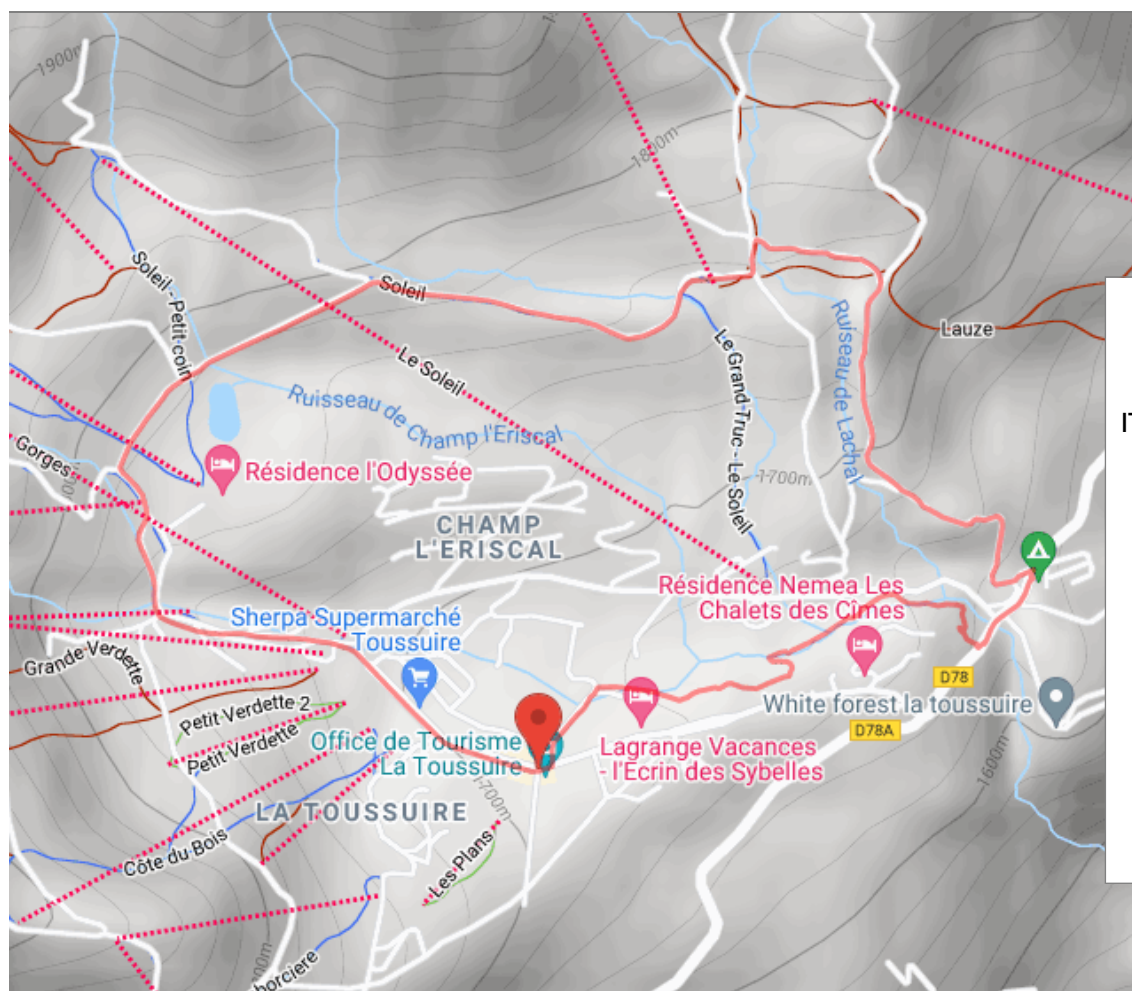 1900m
1800m
Soleil - Petit coin
Soleil
Le Soleil
Ruisseau de Champ l'Eriscal
Le Grand Truc - Le Soleil
Ruiseau de Lachal
Lauze
Gorges
Résidence l'Odyssée
1700m
CHAMP
L'ERISCAL
Résidence Nemea Les
Chalets des Cîmes
Sherpa Supermarché
Toussuire
Grande Verdette
Petit Verdette 2
Petit Verdette
D78
White forest la toussuire
D78A
Office de Tourisme
La Toussuire
Lagrange Vacances
- l'Ecrin des Sybelles
1700m
1600m
LA TOUSSUIRE
Côte du Bois
Les Plans